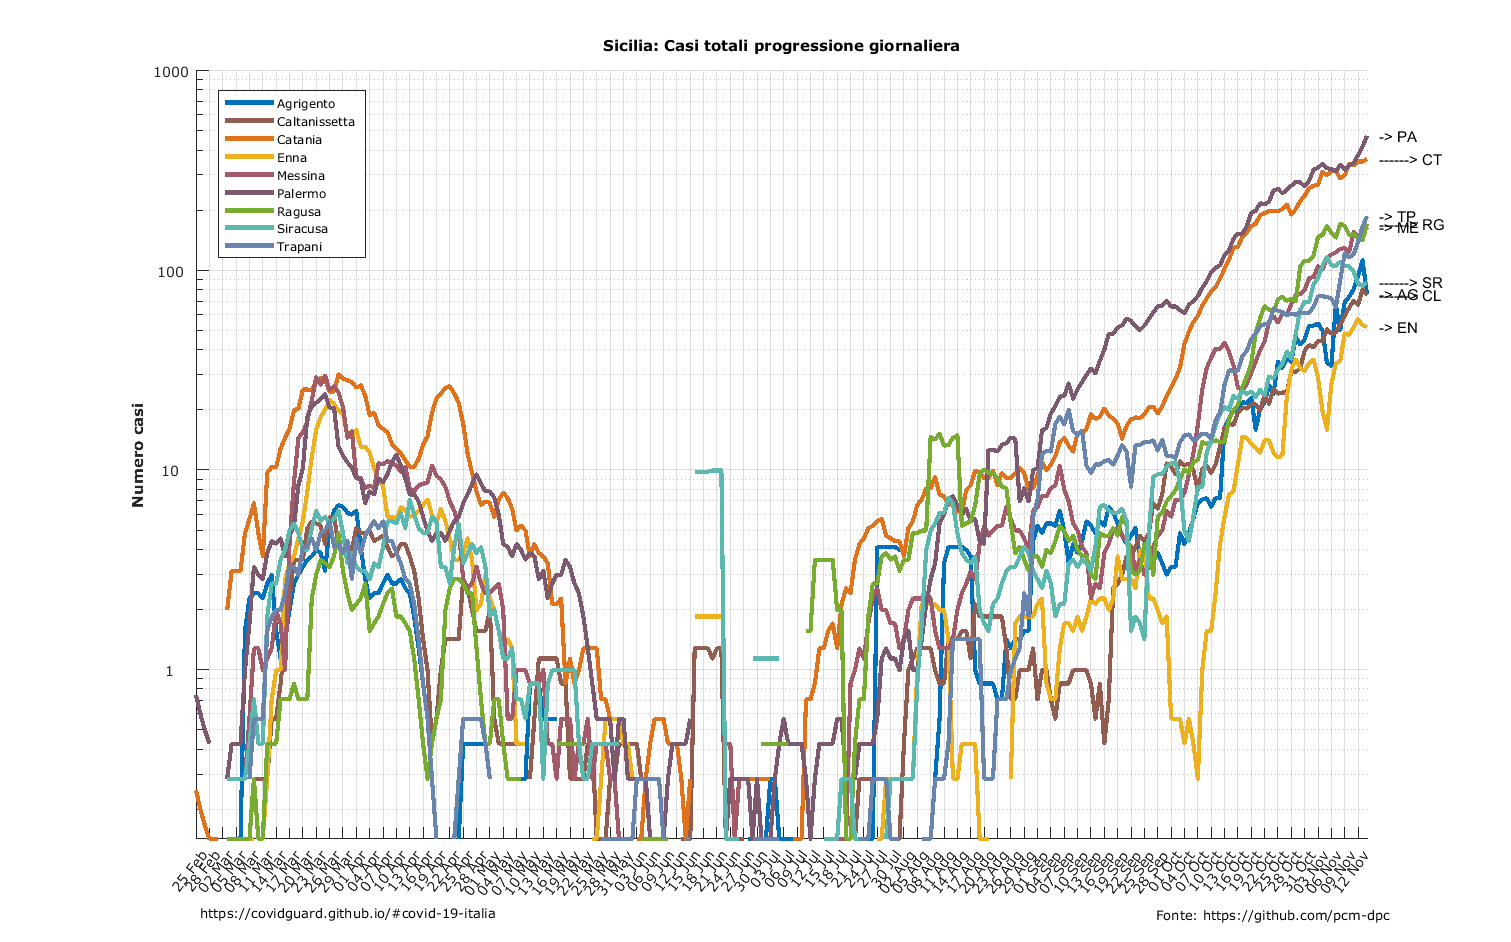 Sicilia: Casi totali progressione giornaliera
1000
100
10
1
Numero casi
Agrigento
Caltanissetta
Catania
Enna
Messina
Palermo
Ragusa
Siracusa
Trapani
-> PA
------> CT
-> TP
------> RG
-> ME
------> SR
-> AG
------> CL
-> EN
25 Feb
28 Feb
02 Mar
05 Mar
08 Mar
11 Mar
14 Mar
17 Mar
20 Mar
23 Mar
26 Mar
29 Mar
01 Apr
04 Apr
07 Apr
10 Apr
13 Apr
16 Apr
19 Apr
22 Apr
25 Apr
28 Apr
01 May
04 May
07 May
10 May
13 May
16 May
19 May
22 May
25 May
28 May
31 May
03 Jun
06 Jun
09 Jun
12 Jun
15 Jun
18 Jun
21 Jun
24 Jun
27 Jun
30 Jun
03 Jul
06 Jul
09 Jul
12 Jul
15 Jul
18 Jul
21 Jul
24 Jul
27 Jul
30 Jul
02 Aug
05 Aug
08 Aug
11 Aug
14 Aug
17 Aug
20 Aug
23 Aug
26 Aug
29 Aug
01 Sep
04 Sep
07 Sep
10 Sep
13 Sep
16 Sep
19 Sep
22 Sep
25 Sep
28 Sep
01 Oct
04 Oct
07 Oct
10 Oct
13 Oct
16 Oct
19 Oct
22 Oct
25 Oct
28 Oct
31 Oct
03 Nov
06 Nov
09 Nov
12 Nov
https://covidguard.github.io/#covid-19-italia
Fonte: https://github.com/pcm-dpc